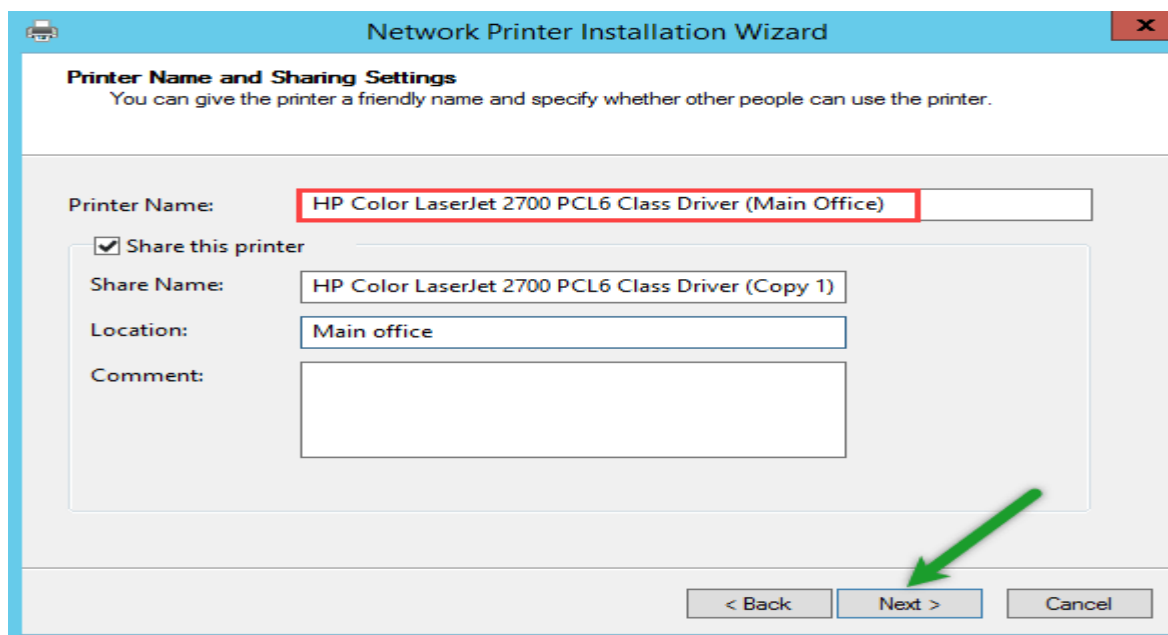 Network Printer Installation Wizard
x
Printer Name and Sharing Settings
You can give the printer a friendly name and specify whether other people can use the printer.
Printer Name: HP Color LaserJet 2700 PCL6 Class Driver (Main Office)
Share this printer
Share Name: HP Color LaserJet 2700 PCL6 Class Driver (Copy 1)
Location: Main office
Comment:
< Back Next > Cancel